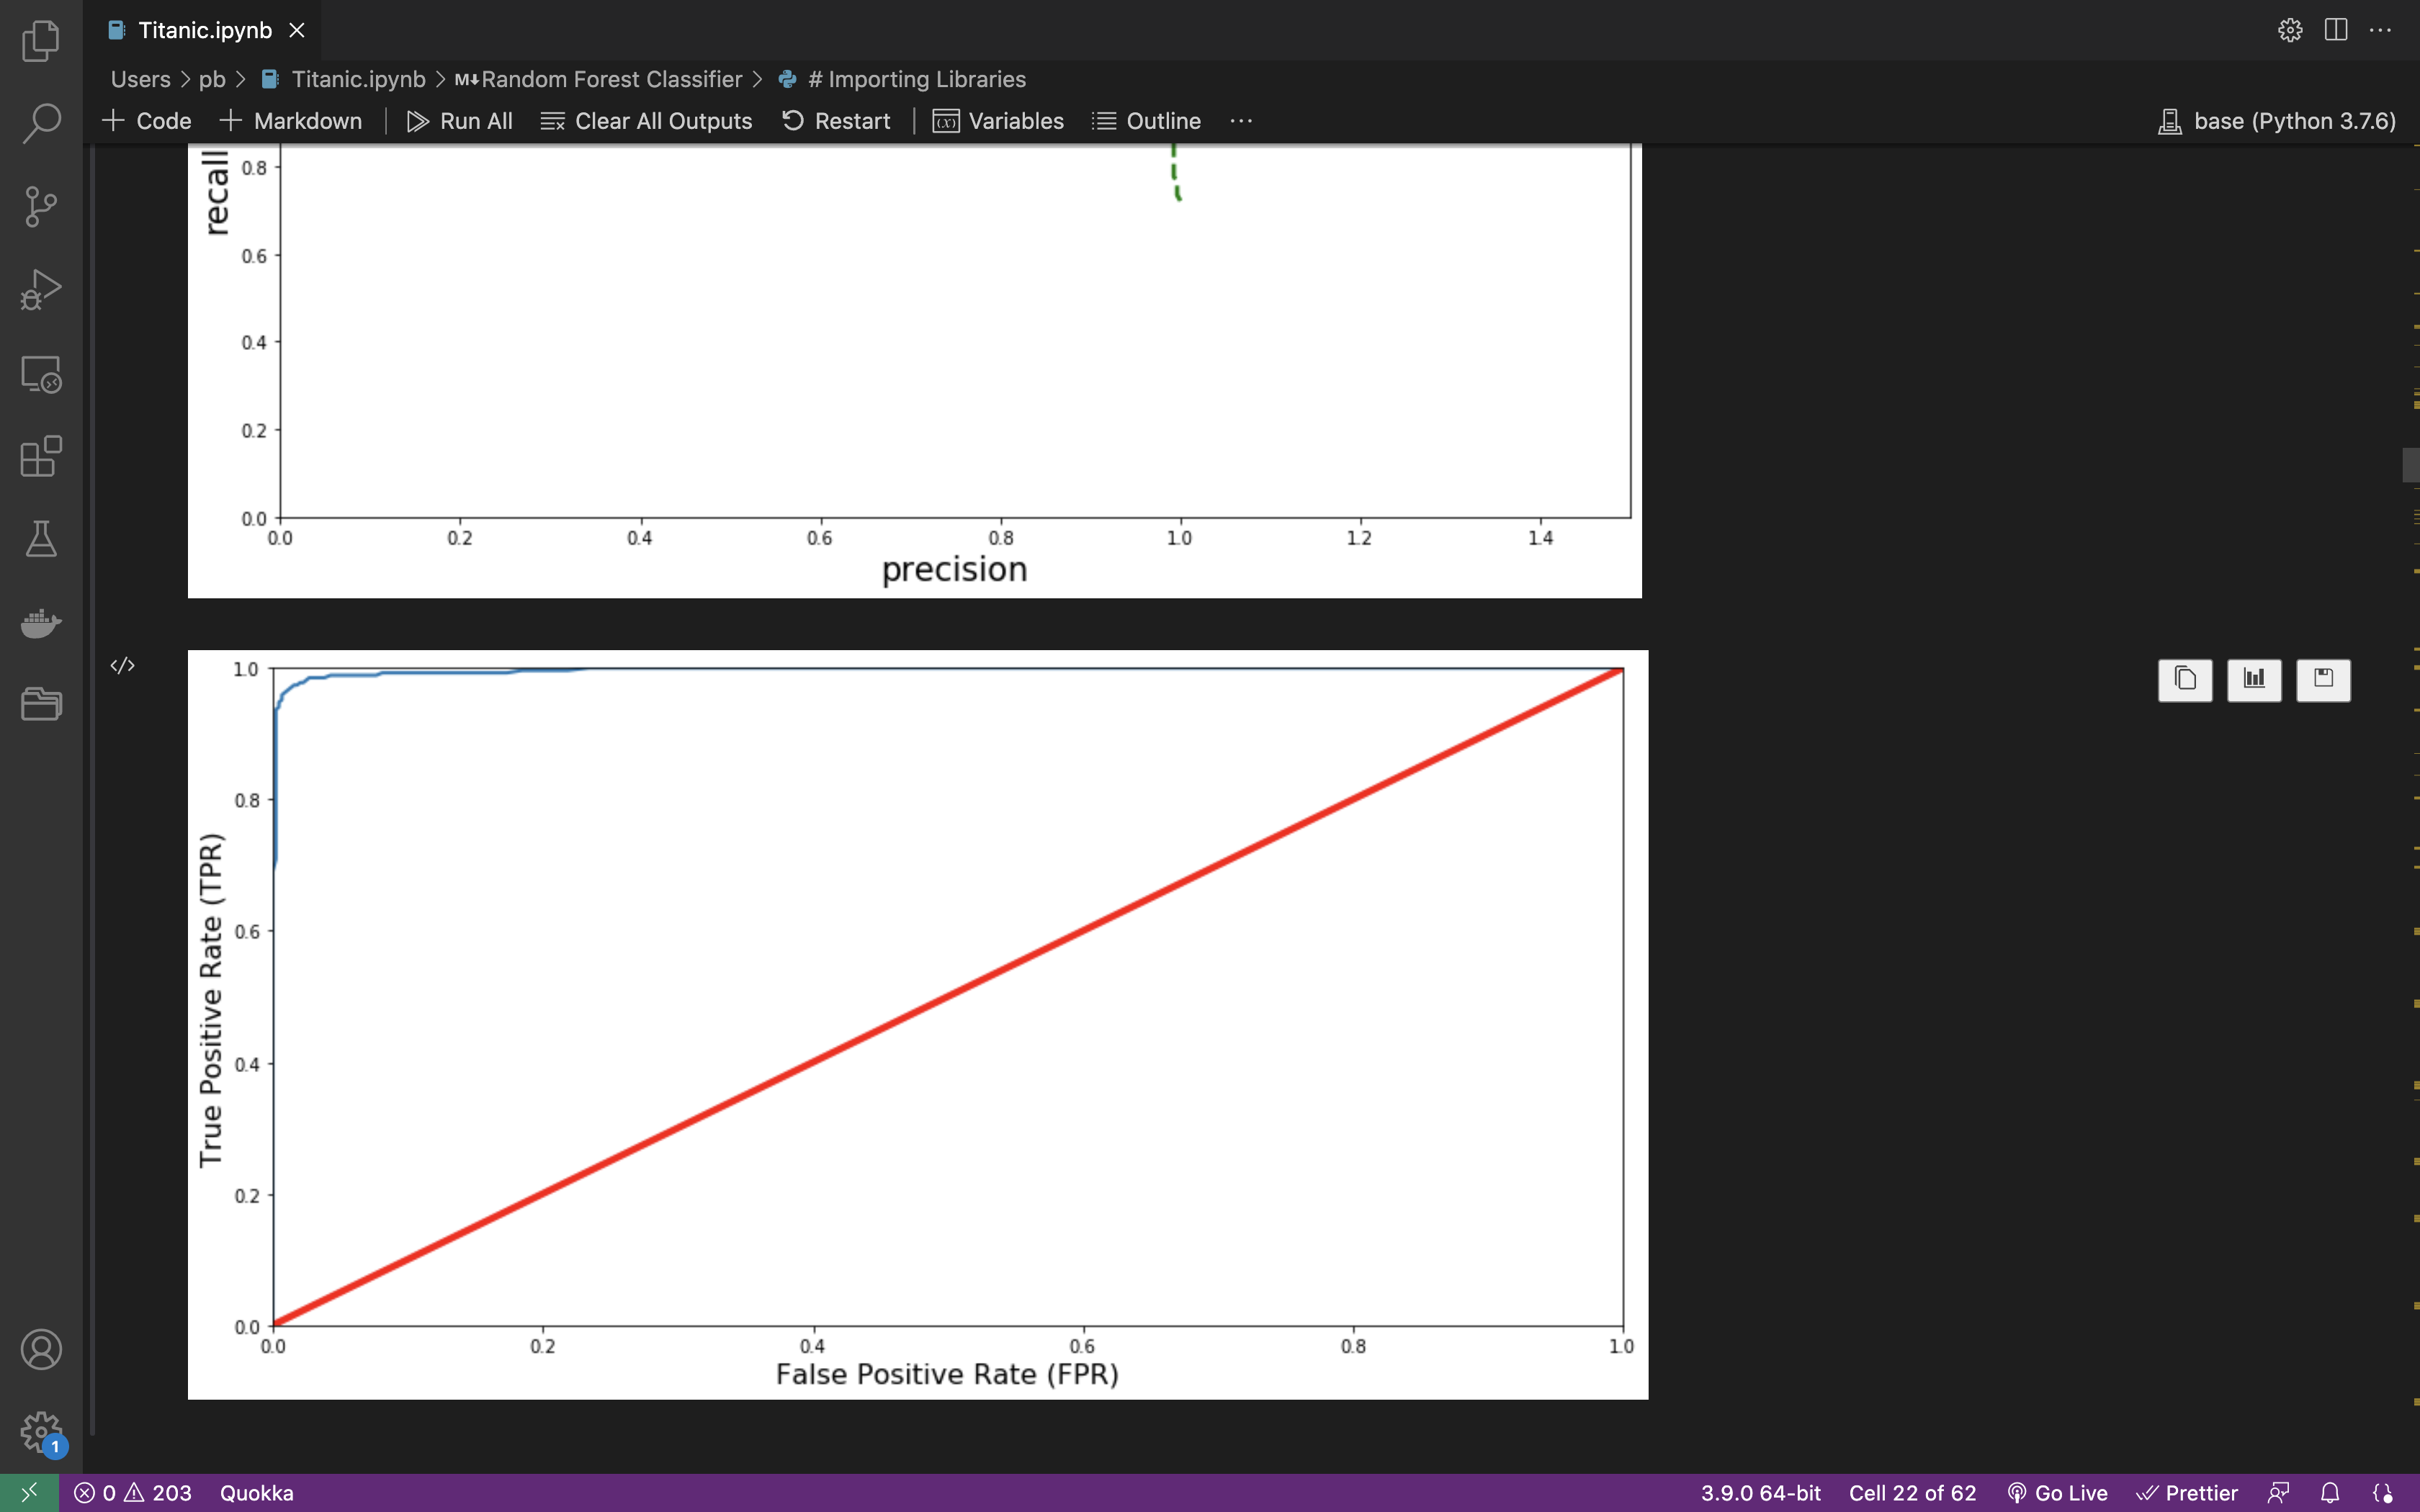 Titanic.ipynb
Users > pb > Titanic.ipynb > M↓ Random Forest Classifier > # Importing Libraries
+ Code + Markdown Run All Clear All Outputs Restart (x) Variables Outline ...
base (Python 3.7.6)
recall
0.8
0.6
0.4
0.2
0.0
0.0 0.2 0.4 0.6 0.8 1.0 1.2 1.4
precision
</>
True Positive Rate (TPR)
1.0
0.8
0.6
0.4
0.2
0.0
0.0 0.2 0.4 0.6 0.8 1.0
False Positive Rate (FPR)
1
0 203 Quokka 3.9.0 64-bit Cell 22 of 62 Go Live Prettier